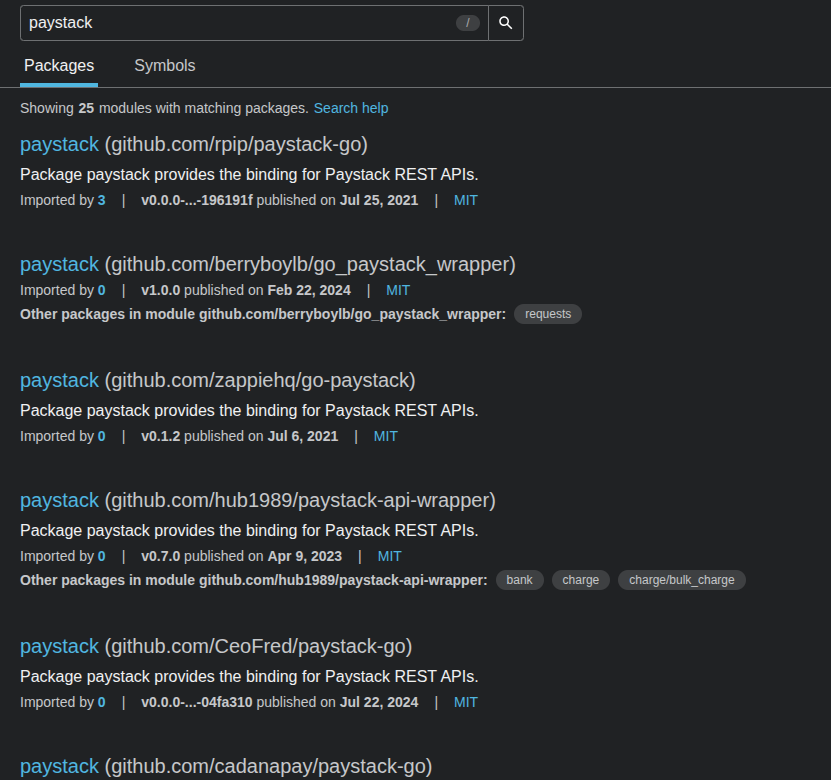 paystack /
Packages Symbols
Showing 25 modules with matching packages. Search help
paystack (github.com/rpip/paystack-go)
Package paystack provides the binding for Paystack REST APIs.
Imported by 3 | v0.0.0-...-196191f published on Jul 25, 2021 | MIT
paystack (github.com/berryboylb/go_paystack_wrapper)
Imported by 0 | v1.0.0 published on Feb 22, 2024 | MIT
Other packages in module github.com/berryboylb/go_paystack_wrapper: requests
paystack (github.com/zappiehq/go-paystack)
Package paystack provides the binding for Paystack REST APIs.
Imported by 0 | v0.1.2 published on Jul 6, 2021 | MIT
paystack (github.com/hub1989/paystack-api-wrapper)
Package paystack provides the binding for Paystack REST APIs.
Imported by 0 | v0.7.0 published on Apr 9, 2023 | MIT
Other packages in module github.com/hub1989/paystack-api-wrapper: bank charge charge/bulk_charge
paystack (github.com/CeoFred/paystack-go)
Package paystack provides the binding for Paystack REST APIs.
Imported by 0 | v0.0.0-...-04fa310 published on Jul 22, 2024 | MIT
paystack (github.com/cadanapay/paystack-go)